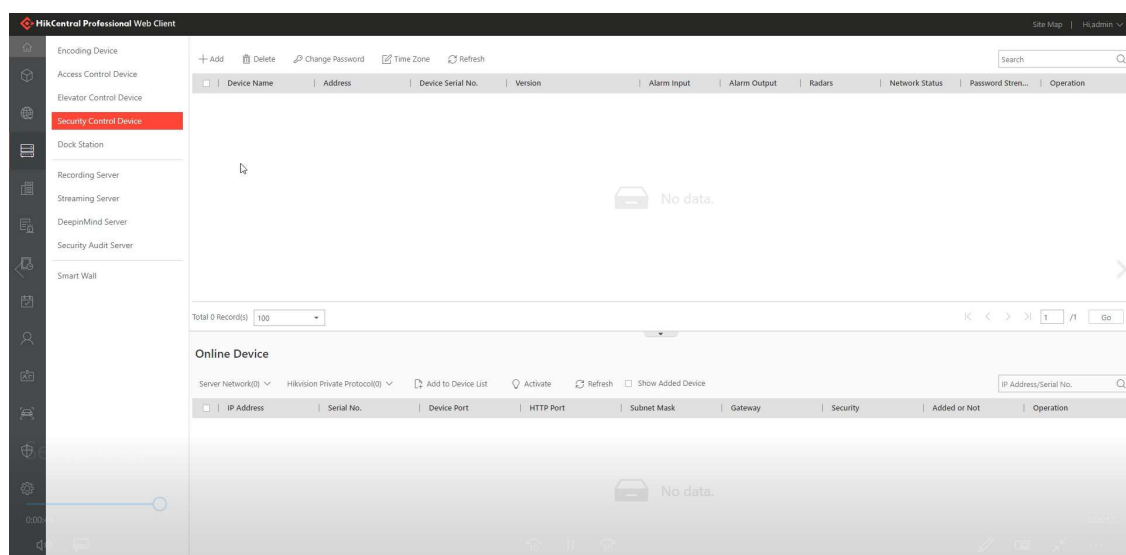 HikCentral Professional Web Client
Site Map | Hi,admin
Encoding Device
Access Control Device
Elevator Control Device
Security Control Device
Dock Station
Recording Server
Streaming Server
DeepinMind Server
Security Audit Server
Smart Wall
Add Delete Change Password Time Zone Refresh Search
Device Name Address Device Serial No. Version Alarm Input Alarm Output Radars Network Status Password Stren... Operation
No data.
Total 0 Record(s) 100 1 /1 Go
Online Device
Server Network(0) Hikvision Private Protocol(0) Add to Device List Activate Refresh Show Added Device IP Address/Serial No.
IP Address Serial No. Device Port HTTP Port Subnet Mask Gateway Security Added or Not Operation
No data.